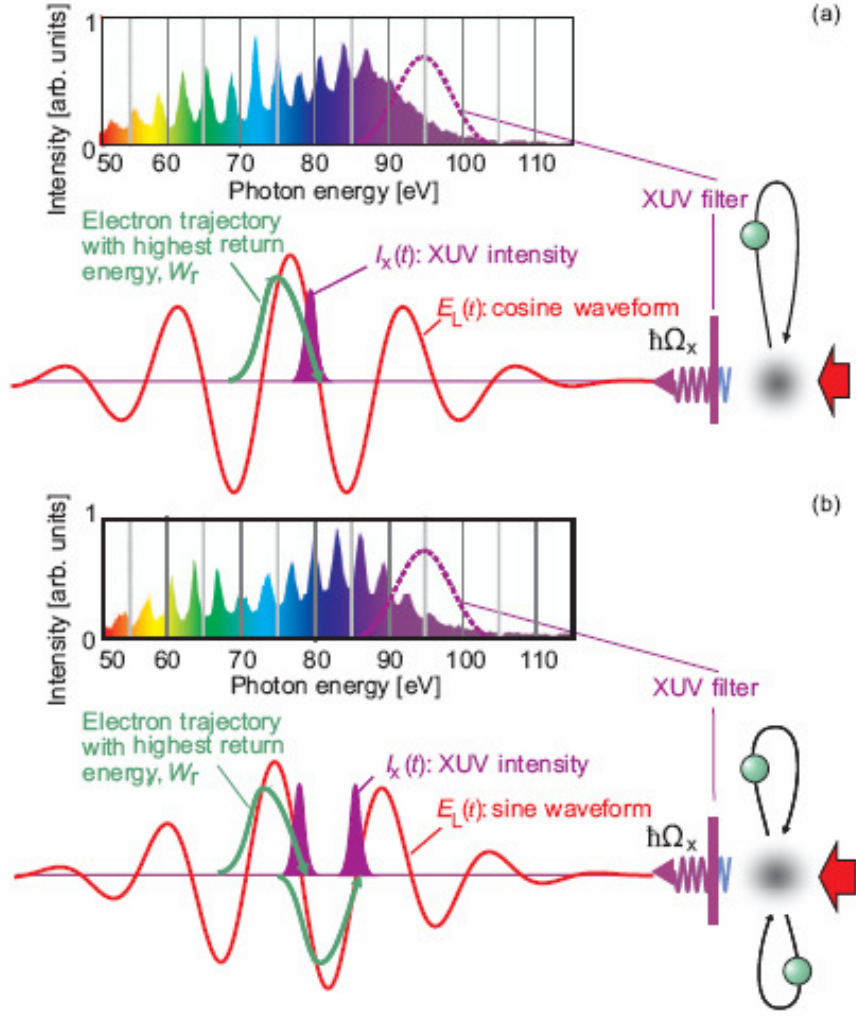 (a)
Intensity [arb. units]
1
0
50 60 70 80 90 100 110
Photon energy [eV]
XUV filter
Electron trajectory
with highest return
energy, Wr
Iₓ(t): XUV intensity
E_L(t): cosine waveform
ħΩₓ
(b)
Intensity [arb. units]
1
0
50 60 70 80 90 100 110
Photon energy [eV]
XUV filter
Electron trajectory
with highest return
energy, Wr
Iₓ(t): XUV intensity
E_L(t): sine waveform
ħΩₓ